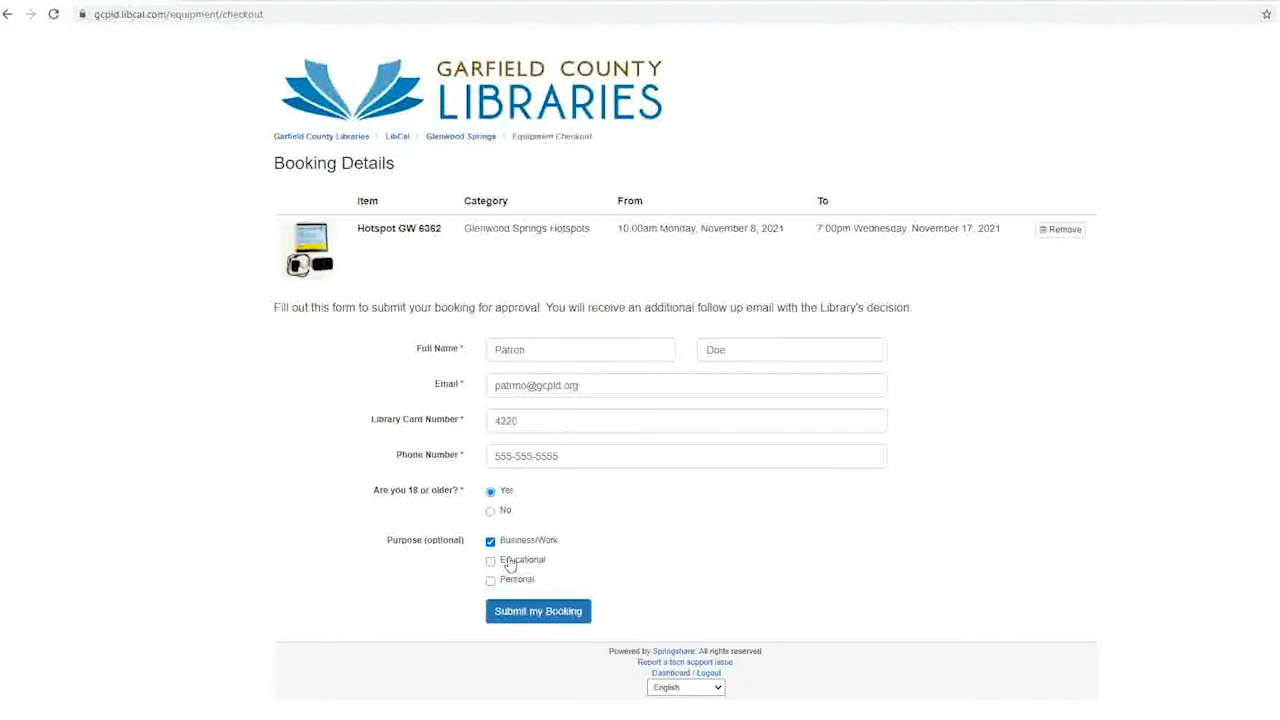 gcpld.libcal.com/equipment/checkout
GARFIELD COUNTY
LIBRARIES
Garfield County Libraries LibCal Glenwood Springs Equipment Checkout
Booking Details
Item Category From To
Hotspot GW 6362 Glenwood Springs Hotspots 10:00am Monday, November 8, 2021 7:00pm Wednesday, November 17, 2021 Remove
Fill out this form to submit your booking for approval. You will receive an additional follow up email with the Library's decision.
Full Name * Patron Doe
Email * patrmo@gcpld.org
Library Card Number * 4220
Phone Number * 555-555-5555
Are you 18 or older? * Yes
No
Purpose (optional) Business/Work
Educational
Personal
Submit my Booking
Powered by Springshare. All rights reserved
Report a tech support issue
Dashboard / Logout
English